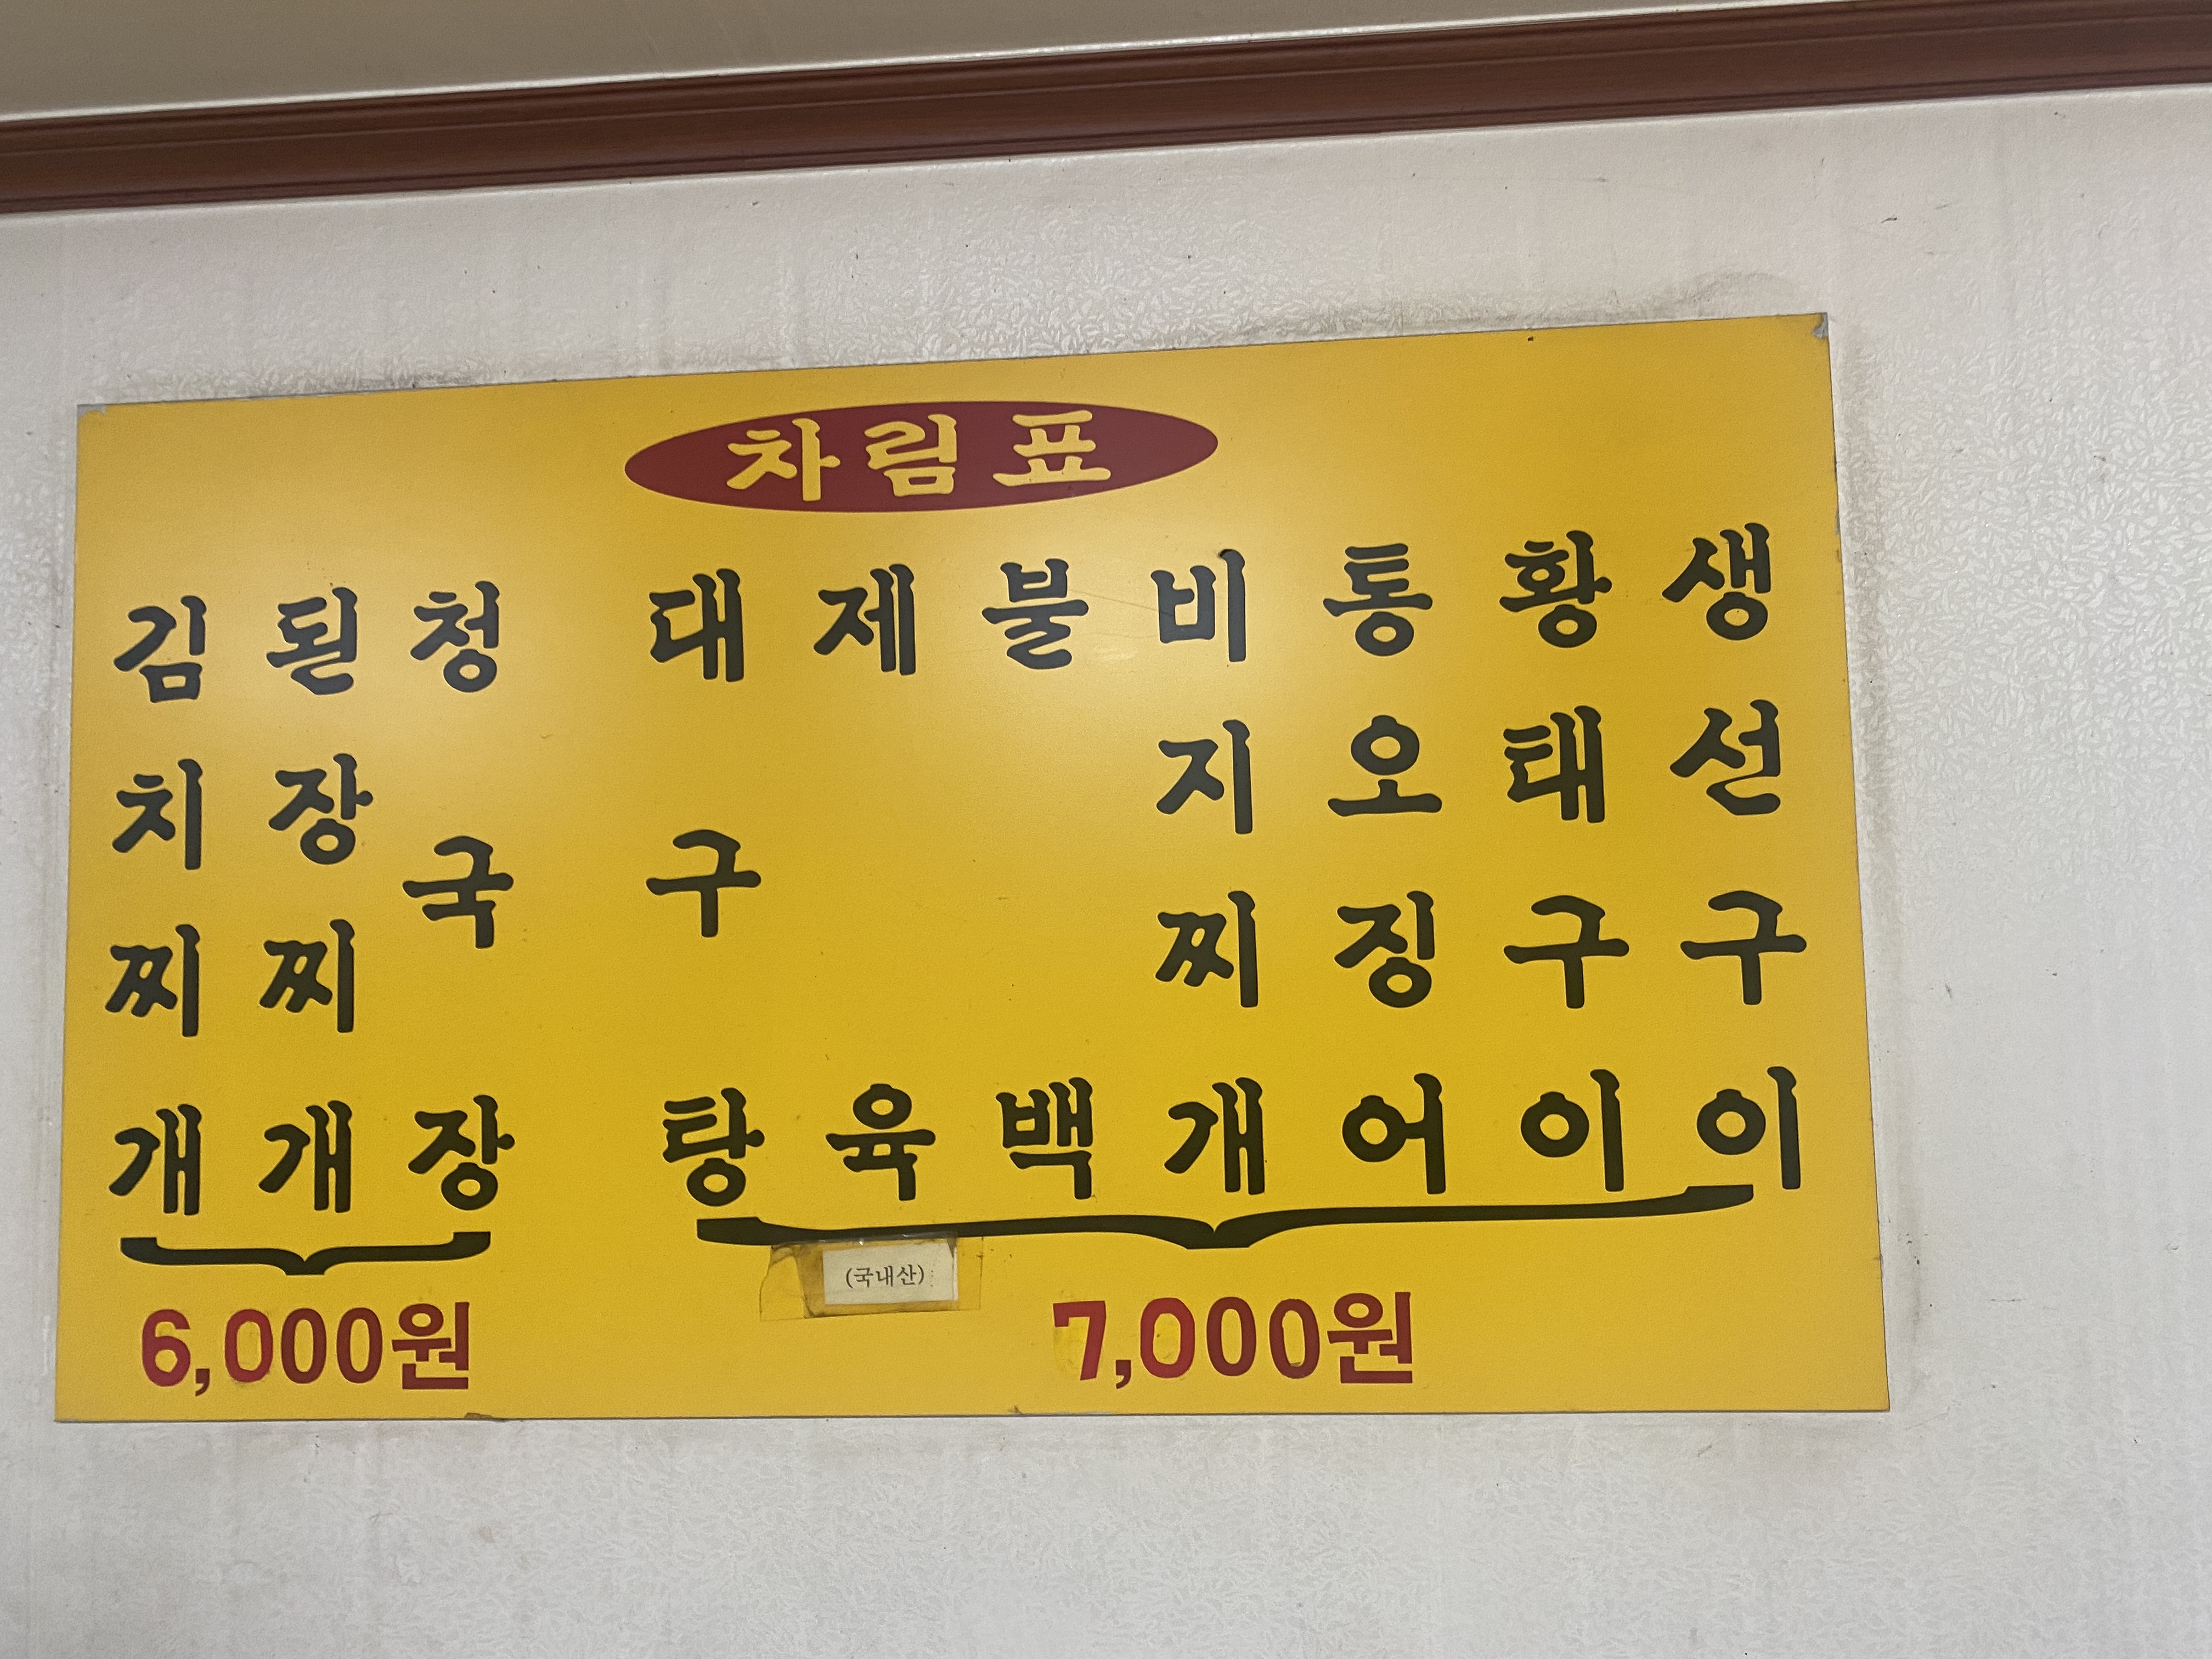 차림표
김치찌개
된장찌개
청국장
대구탕
제육
불백
비지찌개
통오징어
황태구이
생선구이
(국내산)
6,000원
7,000원